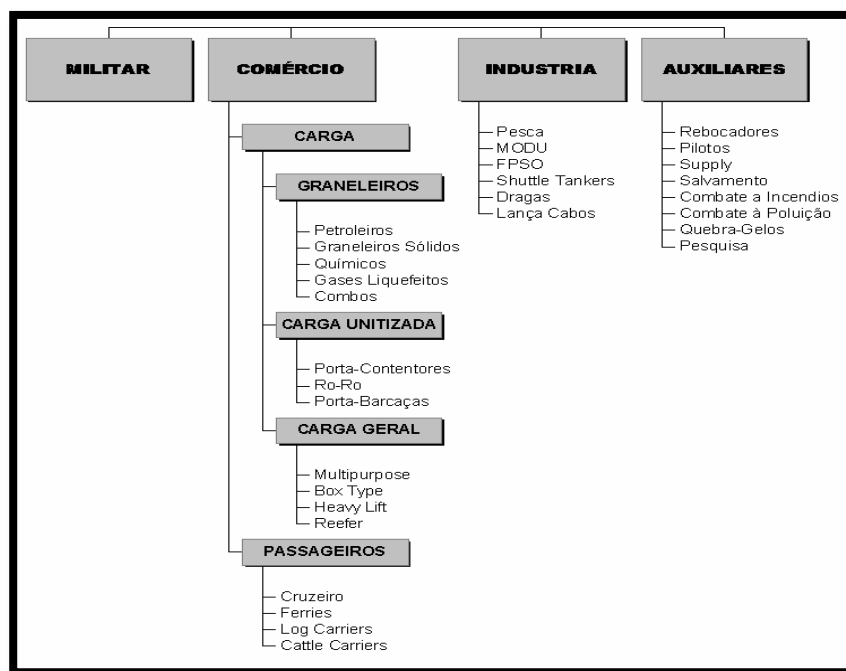 MILITAR
COMÉRCIO
INDUSTRIA
AUXILIARES
CARGA
GRANELEIROS
Petroleiros
Graneleiros Sólidos
Químicos
Gases Liquefeitos
Combos
CARGA UNITIZADA
Porta-Contentores
Ro-Ro
Porta-Barcaças
CARGA GERAL
Multipurpose
Box Type
Heavy Lift
Reefer
PASSAGEIROS
Cruzeiro
Ferries
Log Carriers
Cattle Carriers
Pesca
MODU
FPSO
Shuttle Tankers
Dragas
Lança Cabos
Rebocadores
Pilotos
Supply
Salvamento
Combate a Incendios
Combate à Poluição
Quebra-Gelos
Pesquisa